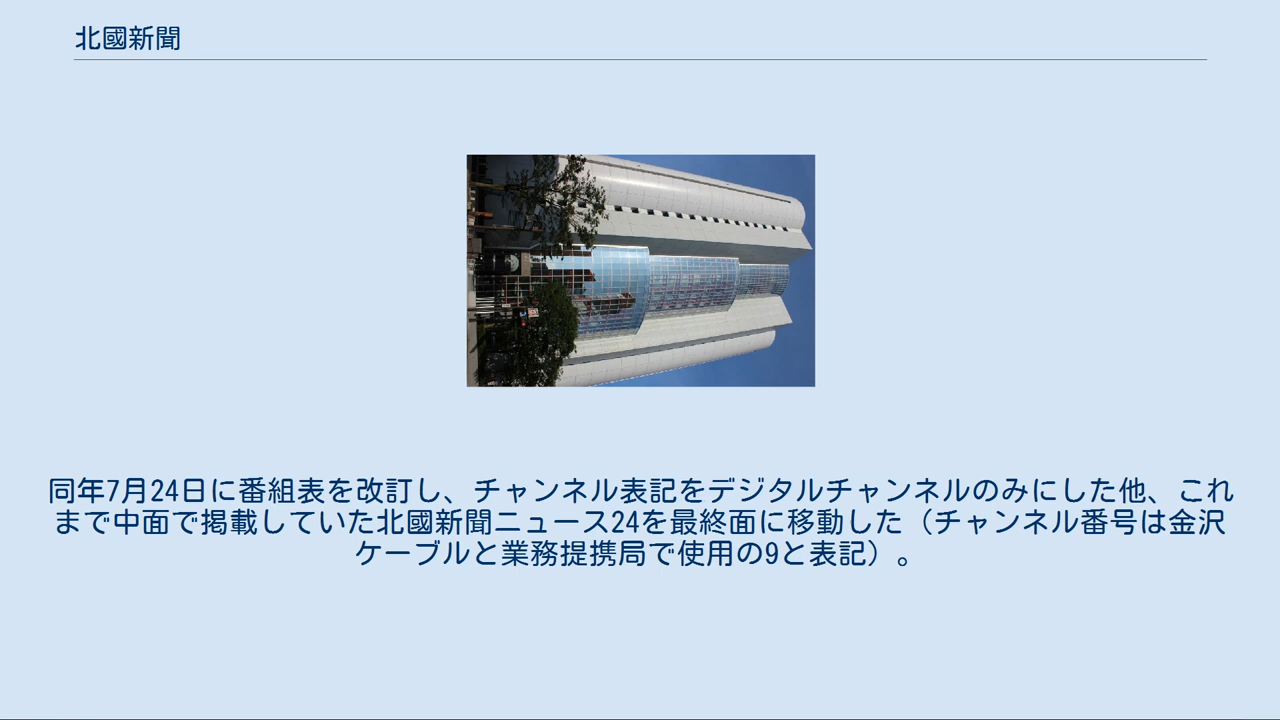 北國新聞
同年7月24日に番組表を改訂し、チャンネル表記をデジタルチャンネルのみにした他、これ
まで中面で掲載していた北國新聞ニュース24を最終面に移動した（チャンネル番号は金沢
ケーブルと業務提携局で使用の9と表記）。